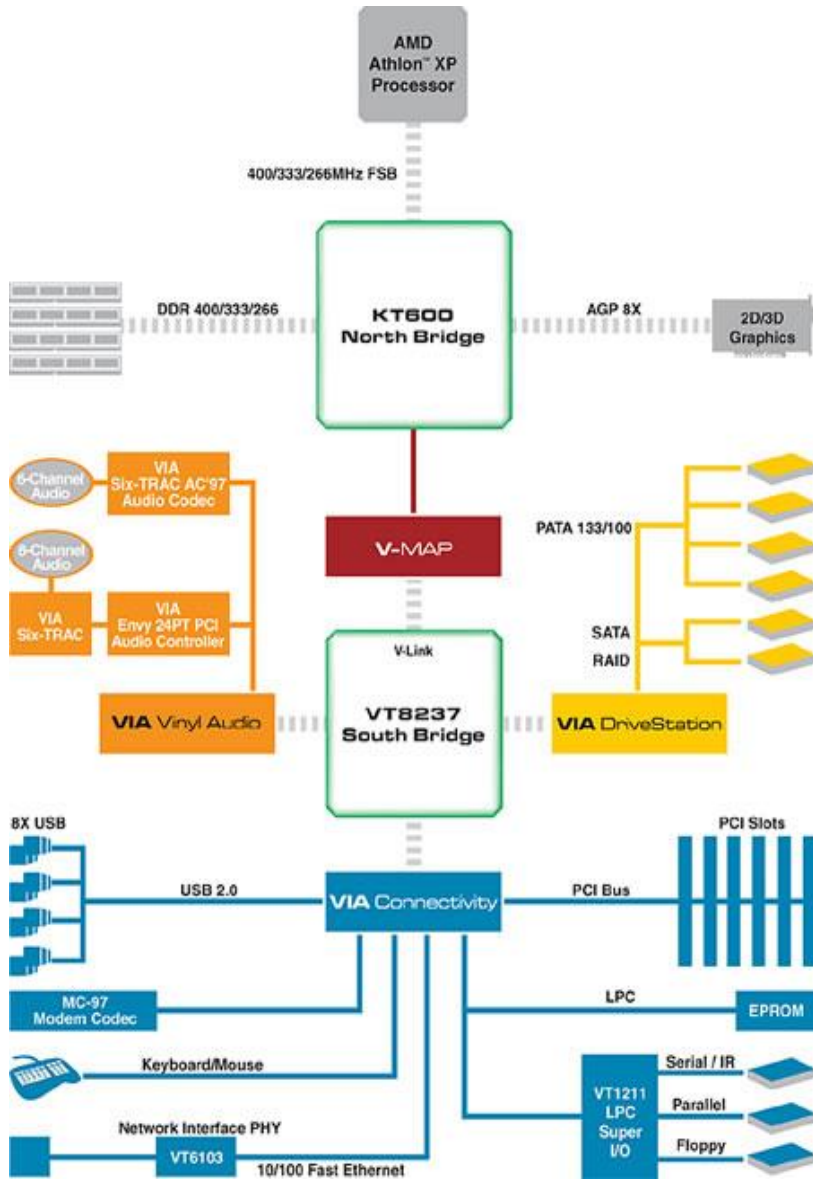 AMD
Athlon™ XP
Processor
400/333/266MHz FSB
KT600
North Bridge
DDR 400/333/266
AGP 8X
2D/3D
Graphics
6-Channel
Audio
VIA
Six-TRAC AC'97
Audio Codec
V-MAP
PATA 133/100
-Channel
Audio
VIA
Six-TRAC
VIA
Envy 24PT PCI
Audio Controller
SATA
RAID
V-Link
VT8237
South Bridge
VIA Vinyl Audio
VIA DriveStation
8X USB
PCI Slots
USB 2.0
VIA Connectivity
PCI Bus
MC-97
Modem Codec
LPC
EPROM
Keyboard/Mouse
Serial / IR
VT1211
LPC
Super
I/O
Parallel
Floppy
Network Interface PHY
VT6103
10/100 Fast Ethernet